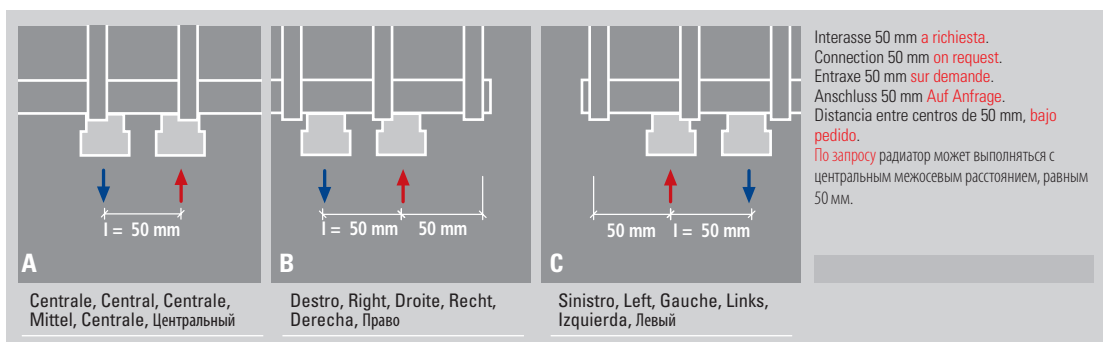 I = 50 mm
A
Centrale, Central, Centrale,
Mittel, Centrale, Центральный
I = 50 mm 50 mm
B
Destro, Right, Droite, Recht,
Derecha, Право
50 mm I = 50 mm
C
Sinistro, Left, Gauche, Links,
Izquierda, Левый
Interasse 50 mm a richiesta.
Connection 50 mm on request.
Entraxe 50 mm sur demande.
Anschluss 50 mm Auf Anfrage.
Distancia entre centros de 50 mm, bajo
pedido.
По запросу радиатор может выполняться с
центральным межосевым расстоянием, равным
50 мм.